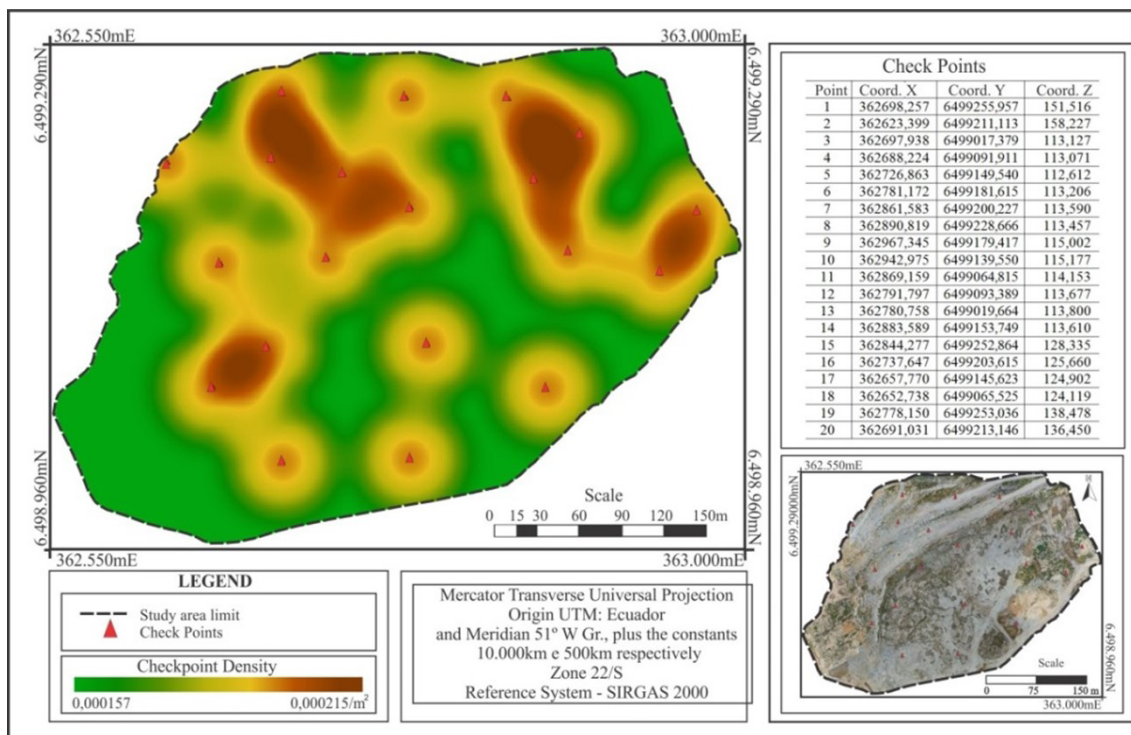 362.550mE
363.000mE
6.499.290mN
6.499.290mN
Scale
0 15 30 60 90 120 150m
6.498.960mN
6.498.960mN
362.550mE
363.000mE
LEGEND
Study area limit
Check Points
Checkpoint Density
0,000157
0,000215/m²
Mercator Transverse Universal Projection
Origin UTM: Ecuador
and Meridian 51º W Gr., plus the constants
10.000km e 500km respectively
Zone 22/S
Reference System - SIRGAS 2000
Check Points
Point Coord. X Coord. Y Coord. Z
1 362698,257 6499255,957 151,516
2 362623,399 6499211,113 158,227
3 362697,938 6499017,379 113,127
4 362688,224 6499091,911 113,071
5 362726,863 6499149,540 112,612
6 362781,172 6499181,615 113,206
7 362861,583 6499200,227 113,590
8 362890,819 6499228,666 113,457
9 362967,345 6499179,417 115,002
10 362942,975 6499139,550 115,177
11 362869,159 6499064,815 114,153
12 362791,797 6499093,389 113,677
13 362780,758 6499019,664 113,800
14 362883,589 6499153,749 113,610
15 362844,277 6499252,864 128,335
16 362737,647 6499203,615 125,660
17 362657,770 6499145,623 124,902
18 362652,738 6499065,525 124,119
19 362778,150 6499253,036 138,478
20 362691,031 6499213,146 136,450
362.550mE
6.499.29000mN
Scale
0 75 150 m
6.498.960mN
363.000mE